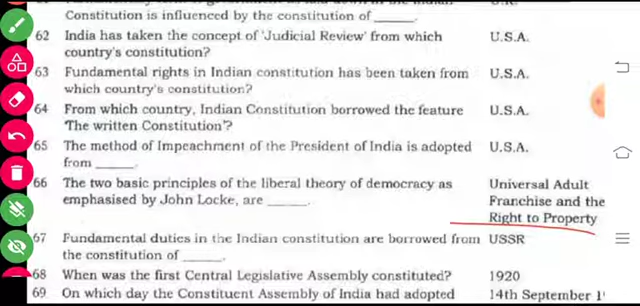 Constitution is influenced by the constitution of ______.
62 India has taken the concept of 'Judicial Review' from which U.S.A.
country's constitution?
63 Fundamental rights in Indian constitution has been taken from U.S.A.
which country's constitution?
64 From which country, Indian Constitution borrowed the feature U.S.A.
'The written Constitution'?
65 The method of Impeachment of the President of India is adopted U.S.A.
from ______.
66 The two basic principles of the liberal theory of democracy as Universal Adult
emphasised by John Locke, are ______. Franchise and the
Right to Property
67 Fundamental duties in the Indian constitution are borrowed from USSR
the constitution of ______.
68 When was the first Central Legislative Assembly constituted? 1920
69 On which day the Constituent Assembly of India had adopted 14th September